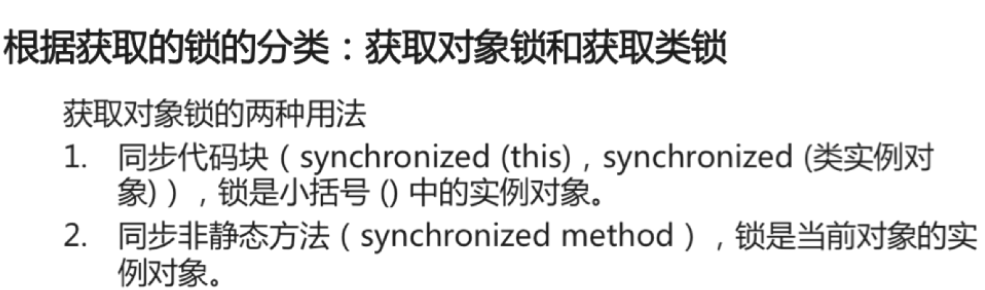 根据获取的锁的分类：获取对象锁和获取类锁
获取对象锁的两种用法
1. 同步代码块（synchronized (this)，synchronized (类实例对
象)），锁是小括号 () 中的实例对象。
2. 同步非静态方法（synchronized method），锁是当前对象的实
例对象。